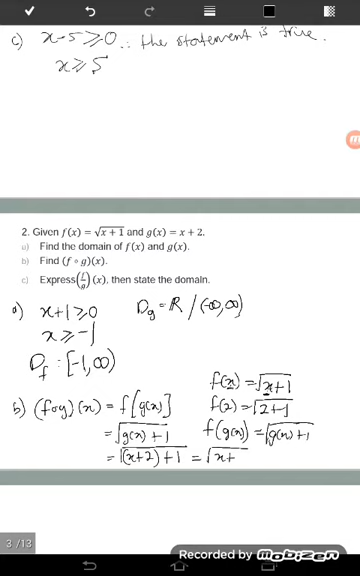 c) x - 5 ≥ 0 ∴ the statement is true.
x ≥ 5
2. Given f(x) = √x + 1 and g(x) = x + 2.
a) Find the domain of f(x) and g(x).
b) Find (f ∘ g)(x).
c) Express (f/g)(x), then state the domain.
a) x + 1 ≥ 0 D_g = R / (-∞, ∞)
x ≥ -1
D_f = [-1, ∞)
f(x) = √x + 1
b) (f∘g)(x) = f[g(x)] f(2) = √2 + 1
= √g(x) + 1 f(g(x)) = √g(x) + 1
= √(x+2) + 1 = √x +
3 / 13
Recorded by Mobizen